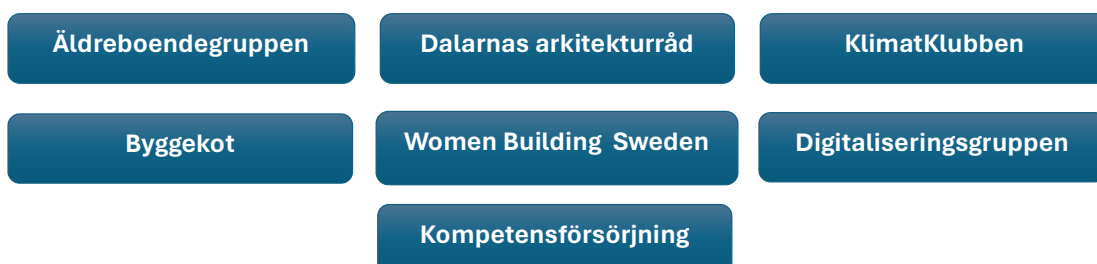 Äldreboendegruppen
Dalarnas arkitekturråd
KlimatKlubben
Byggekot
Women Building  Sweden
Digitaliseringsgruppen
Kompetensförsörjning